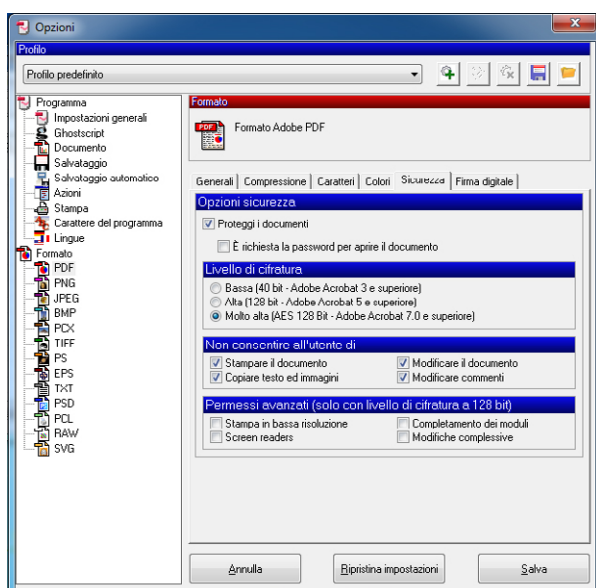 Opzioni
Profilo
Profilo predefinito
Programma
Impostazioni generali
Ghostscript
Documento
Salvataggio
Salvataggio automatico
Azioni
Stampa
Carattere del programma
Lingue
Formato
PDF
PNG
JPEG
BMP
PCX
TIFF
PS
EPS
TXT
PSD
PCL
RAW
SVG
Formato
PDF
Formato Adobe PDF
Generali Compressione Caratteri Colori Sicurezza Firma digitale
Opzioni sicurezza
Proteggi i documenti
È richiesta la password per aprire il documento
Livello di cifratura
Bassa (40 bit - Adobe Acrobat 3 e superiore)
Alta (128 bit - Adobe Acrobat 5 e superiore)
Molto alta (AES 128 Bit - Adobe Acrobat 7.0 e superiore)
Non consentire all'utente di
Stampare il documento Modificare il documento
Copiare testo ed immagini Modificare commenti
Permessi avanzati (solo con livello di cifratura a 128 bit)
Stampa in bassa risoluzione Completamento dei moduli
Screen readers Modifiche complessive
Annulla Ripristina impostazioni Salva